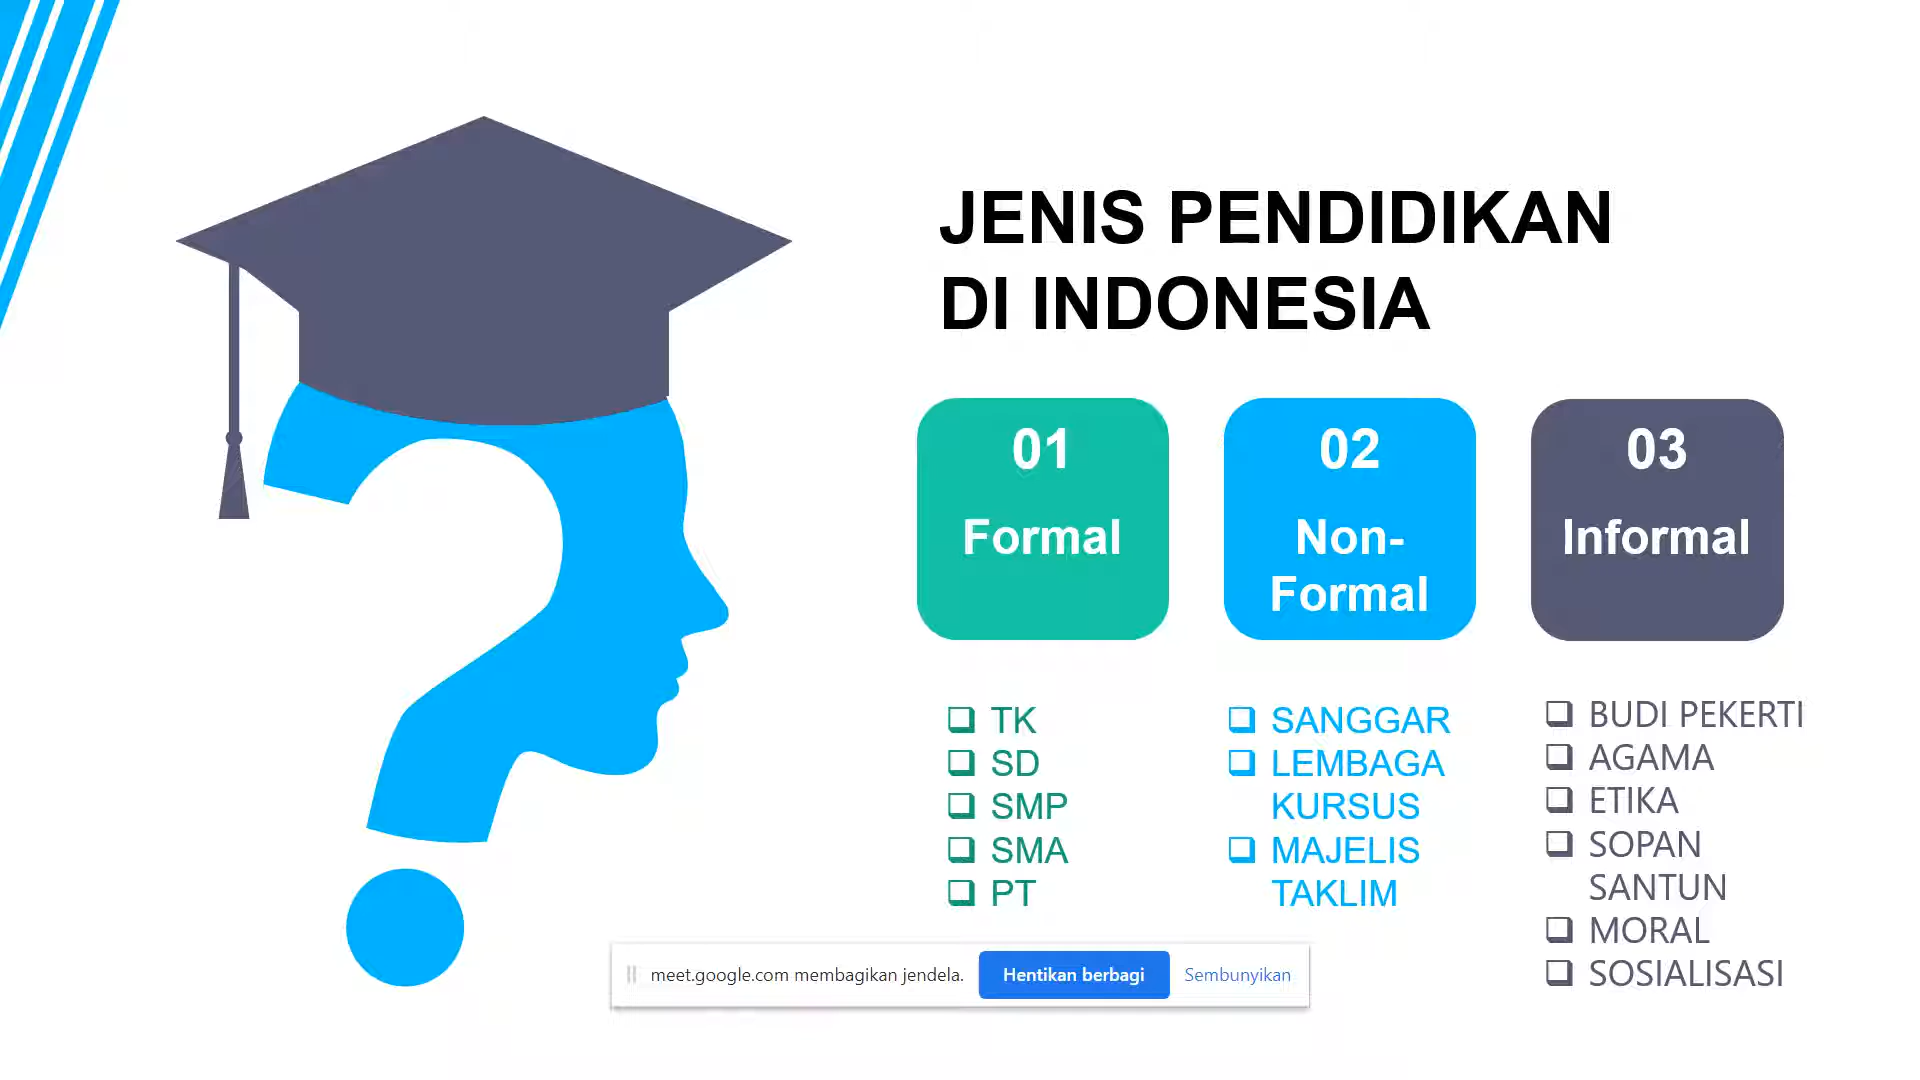 JENIS PENDIDIKAN
DI INDONESIA
01
Formal
02
Non-
Formal
03
Informal
TK
SD
SMP
SMA
PT
SANGGAR
LEMBAGA
KURSUS
MAJELIS
TAKLIM
BUDI PEKERTI
AGAMA
ETIKA
SOPAN
SANTUN
MORAL
SOSIALISASI
meet.google.com membagikan jendela. Hentikan berbagi Sembunyikan